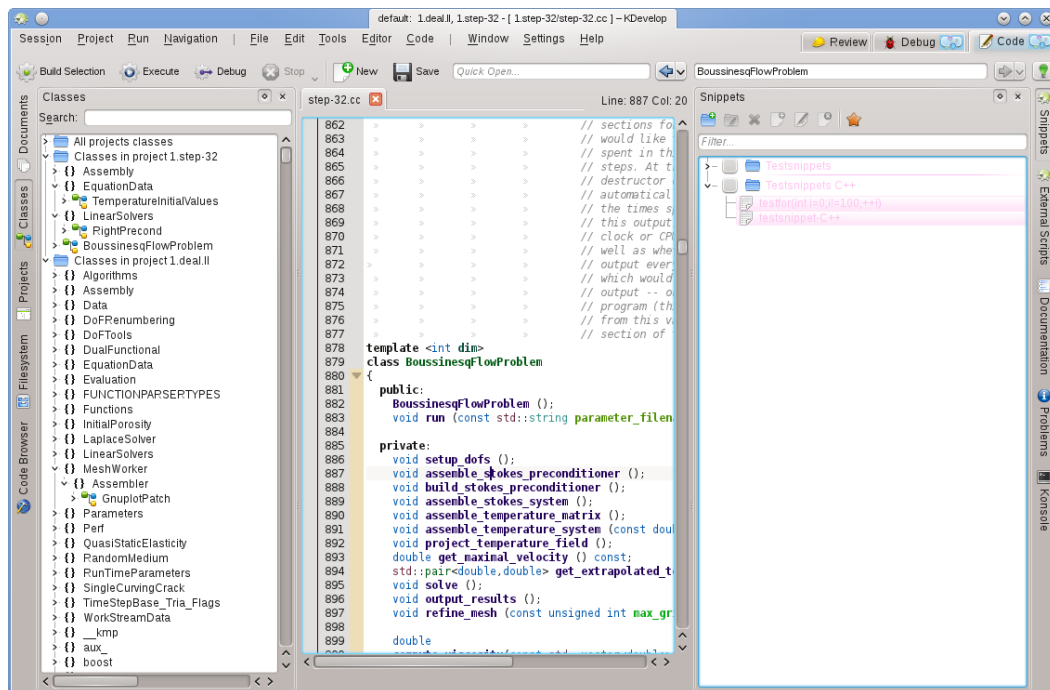 default: 1.deal.II, 1.step-32 - [ 1.step-32/step-32.cc ] – KDevelop
Session Project Run Navigation | File Edit Tools Editor Code | Window Settings Help
Review Debug Code
Build Selection Execute Debug Stop New Save Quick Open... BoussinesqFlowProblem
Documents
Classes
Projects
Filesystem
Code Browser
Classes
Search:
All projects classes
Classes in project 1.step-32
{} Assembly
{} EquationData
TemperatureInitialValues
{} LinearSolvers
RightPrecond
BoussinesqFlowProblem
Classes in project 1.deal.II
{} Algorithms
{} Assembly
{} Data
{} DoFRenumbering
{} DoFTools
{} DualFunctional
{} EquationData
{} Evaluation
{} FUNCTIONPARSERTYPES
{} Functions
{} InitialPorosity
{} LaplaceSolver
{} LinearSolvers
{} MeshWorker
{} Assembler
GnuplotPatch
{} Parameters
{} Perf
{} QuasiStaticElasticity
{} RandomMedium
{} RunTimeParameters
{} SingleCurvingCrack
{} TimeStepBase_Tria_Flags
{} WorkStreamData
{} __kmp
{} aux_
{} boost
step-32.cc Line: 887 Col: 20
862 » » » » // sections fo
863 » » » » // would like
864 » » » » // spent in th
865 » » » » // steps. At t
866 » » » » // destructor
867 » » » » // automatical
868 » » » » // the times s
869 » » » » // this output
870 » » » » // clock or CP
871 » » » » // well as whe
872 » » » » // output ever
873 » » » » // which would
874 » » » » // output -- o
875 » » » » // program (th
876 » » » » // from this v
877 » » » » // section of
878 template <int dim>
879 class BoussinesqFlowProblem
880 {
881 public:
882 BoussinesqFlowProblem ();
883 void run (const std::string parameter_filen
884
885 private:
886 void setup_dofs ();
887 void assemble_stokes_preconditioner ();
888 void build_stokes_preconditioner ();
889 void assemble_stokes_system ();
890 void assemble_temperature_matrix ();
891 void assemble_temperature_system (const doub
892 void project_temperature_field ();
893 double get_maximal_velocity () const;
894 std::pair<double,double> get_extrapolated_t
895 void solve ();
896 void output_results ();
897 void refine_mesh (const unsigned int max_gr
898
899 double
Snippets
Filter...
Testsnippets
Testsnippets C++
testfor(int i=0,i!=100,++i)
testsnippet-C++
Snippets
External Scripts
Documentation
Problems
Konsole